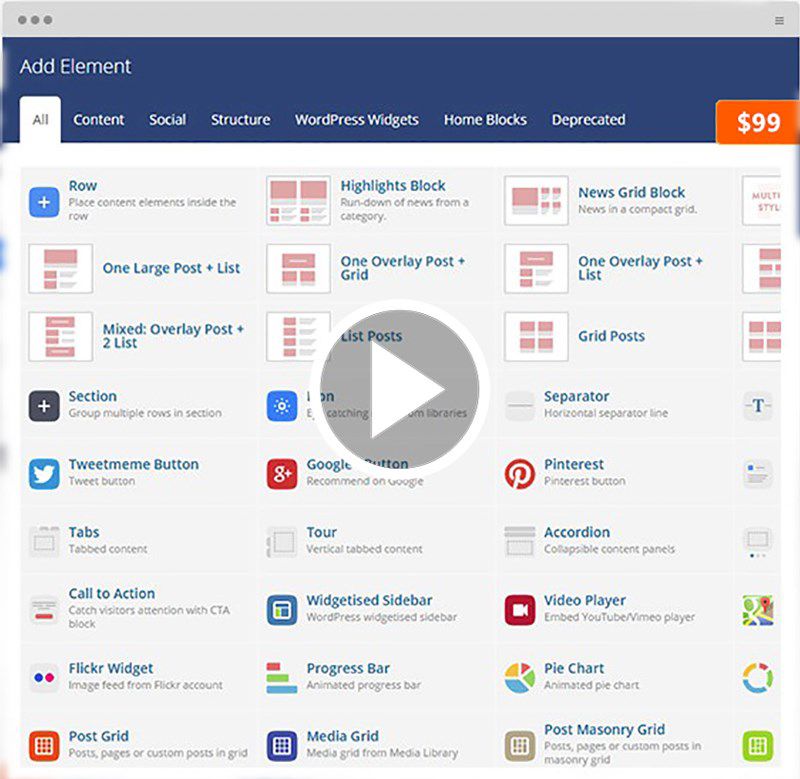 Add Element
All Content Social Structure WordPress Widgets Home Blocks Deprecated
$99
Row
Place content elements inside the
row
Highlights Block
Run-down of news from a
category.
News Grid Block
News in a compact grid.
MULTI
STYL
One Large Post + List
One Overlay Post +
Grid
One Overlay Post +
List
Mixed: Overlay Post +
2 List
List Posts
Grid Posts
Section
Group multiple rows in section
catching
libraries
Separator
Horizontal separator line
T
Tweetmeme Button
Tweet button
g+
Google Button
Recommend on Google
Pinterest
Pinterest button
Tabs
Tabbed content
Tour
Vertical tabbed content
Accordion
Collapsible content panels
Call to Action
Catch visitors attention with CTA
block
Widgetised Sidebar
WordPress widgetised sidebar
Video Player
Embed YouTube/Vimeo player
Flickr Widget
Image feed from Flickr account
Progress Bar
Animated progress bar
Pie Chart
Animated pie chart
Post Grid
Posts, pages or custom posts in grid
Media Grid
Media grid from Media Library
Post Masonry Grid
Posts, pages or custom posts in
masonry grid